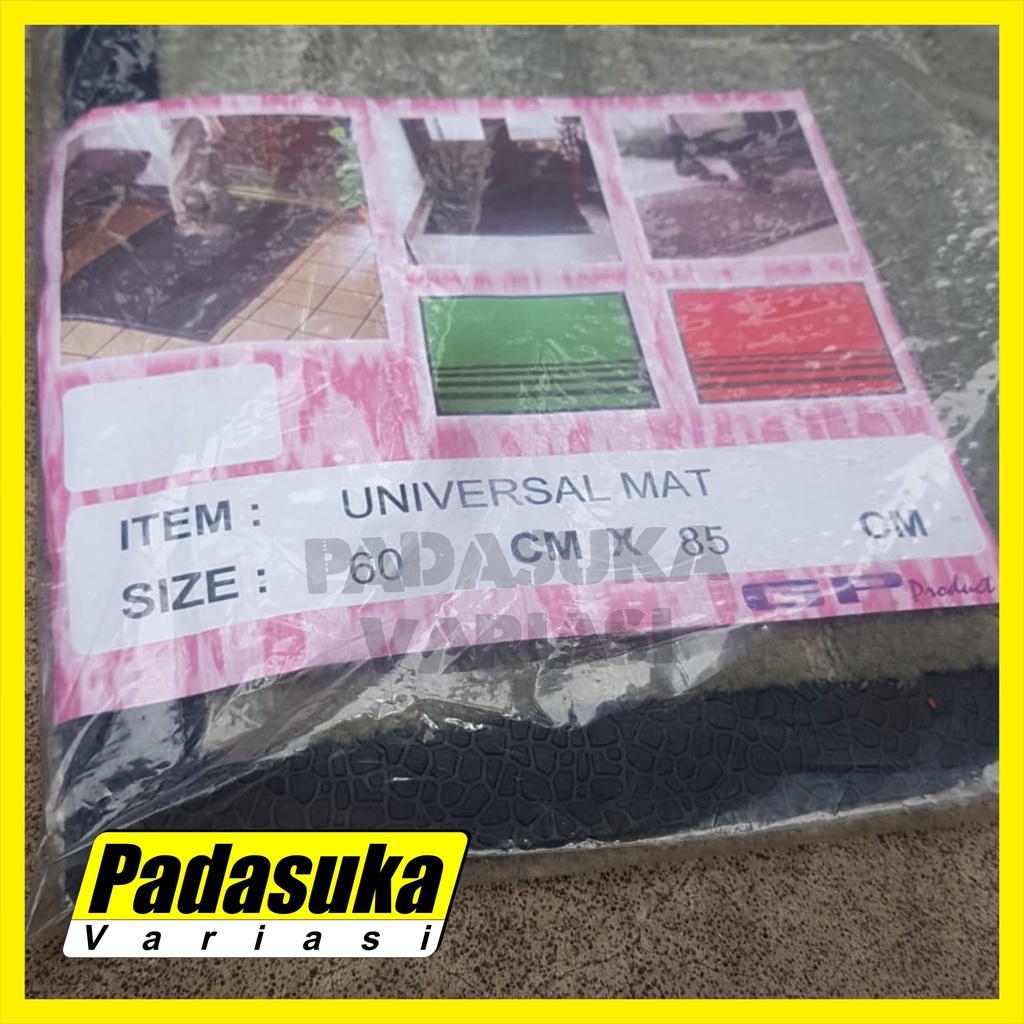 ITEM : UNIVERSAL MAT
SIZE : 60 CM X 85 CM
GP Product
PADASUKA
VARIASI
Padasuka
Variasi